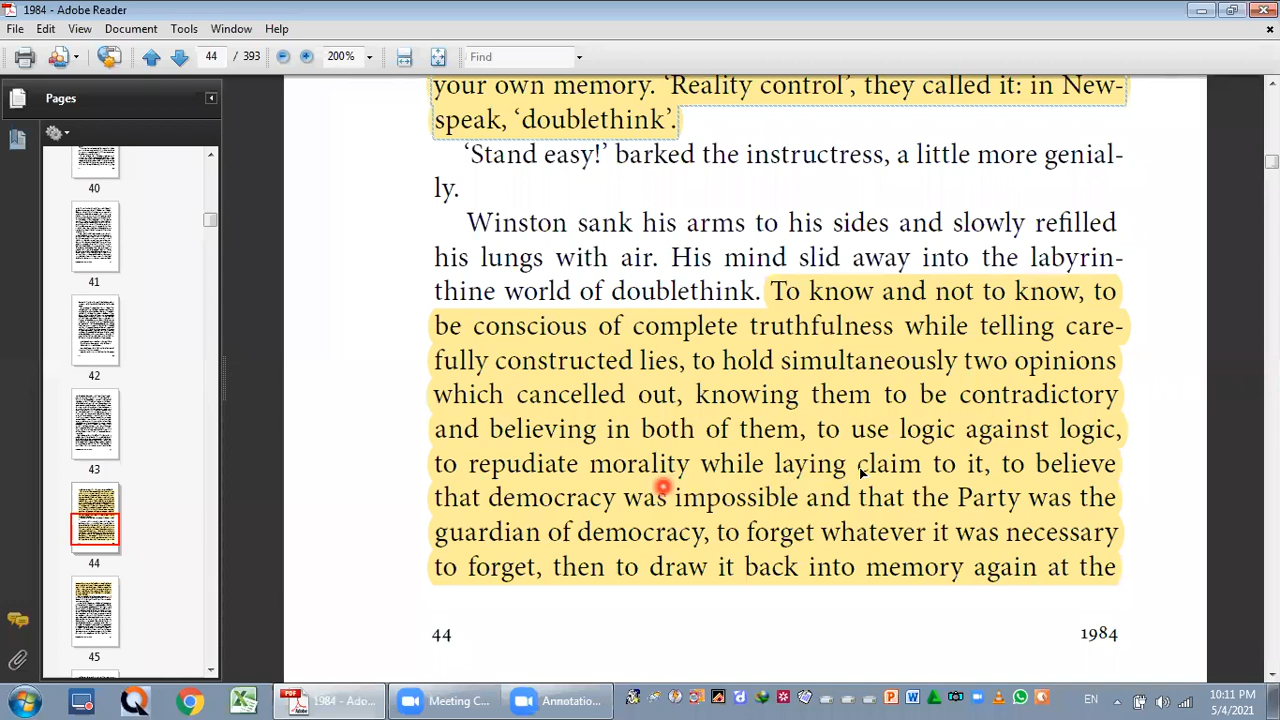 1984 - Adobe Reader
File Edit View Document Tools Window Help
44 / 393 200% Find
Pages
40
41
42
43
44
45
your own memory. ‘Reality control’, they called it: in New-
speak, ‘doublethink’.
‘Stand easy!’ barked the instructress, a little more genial-
ly.
Winston sank his arms to his sides and slowly refilled
his lungs with air. His mind slid away into the labyrin-
thine world of doublethink. To know and not to know, to
be conscious of complete truthfulness while telling care-
fully constructed lies, to hold simultaneously two opinions
which cancelled out, knowing them to be contradictory
and believing in both of them, to use logic against logic,
to repudiate morality while laying claim to it, to believe
that democracy was impossible and that the Party was the
guardian of democracy, to forget whatever it was necessary
to forget, then to draw it back into memory again at the
44 1984
1984 - Ado... Meeting C... Annotatio... EN 10:11 PM
5/4/2021